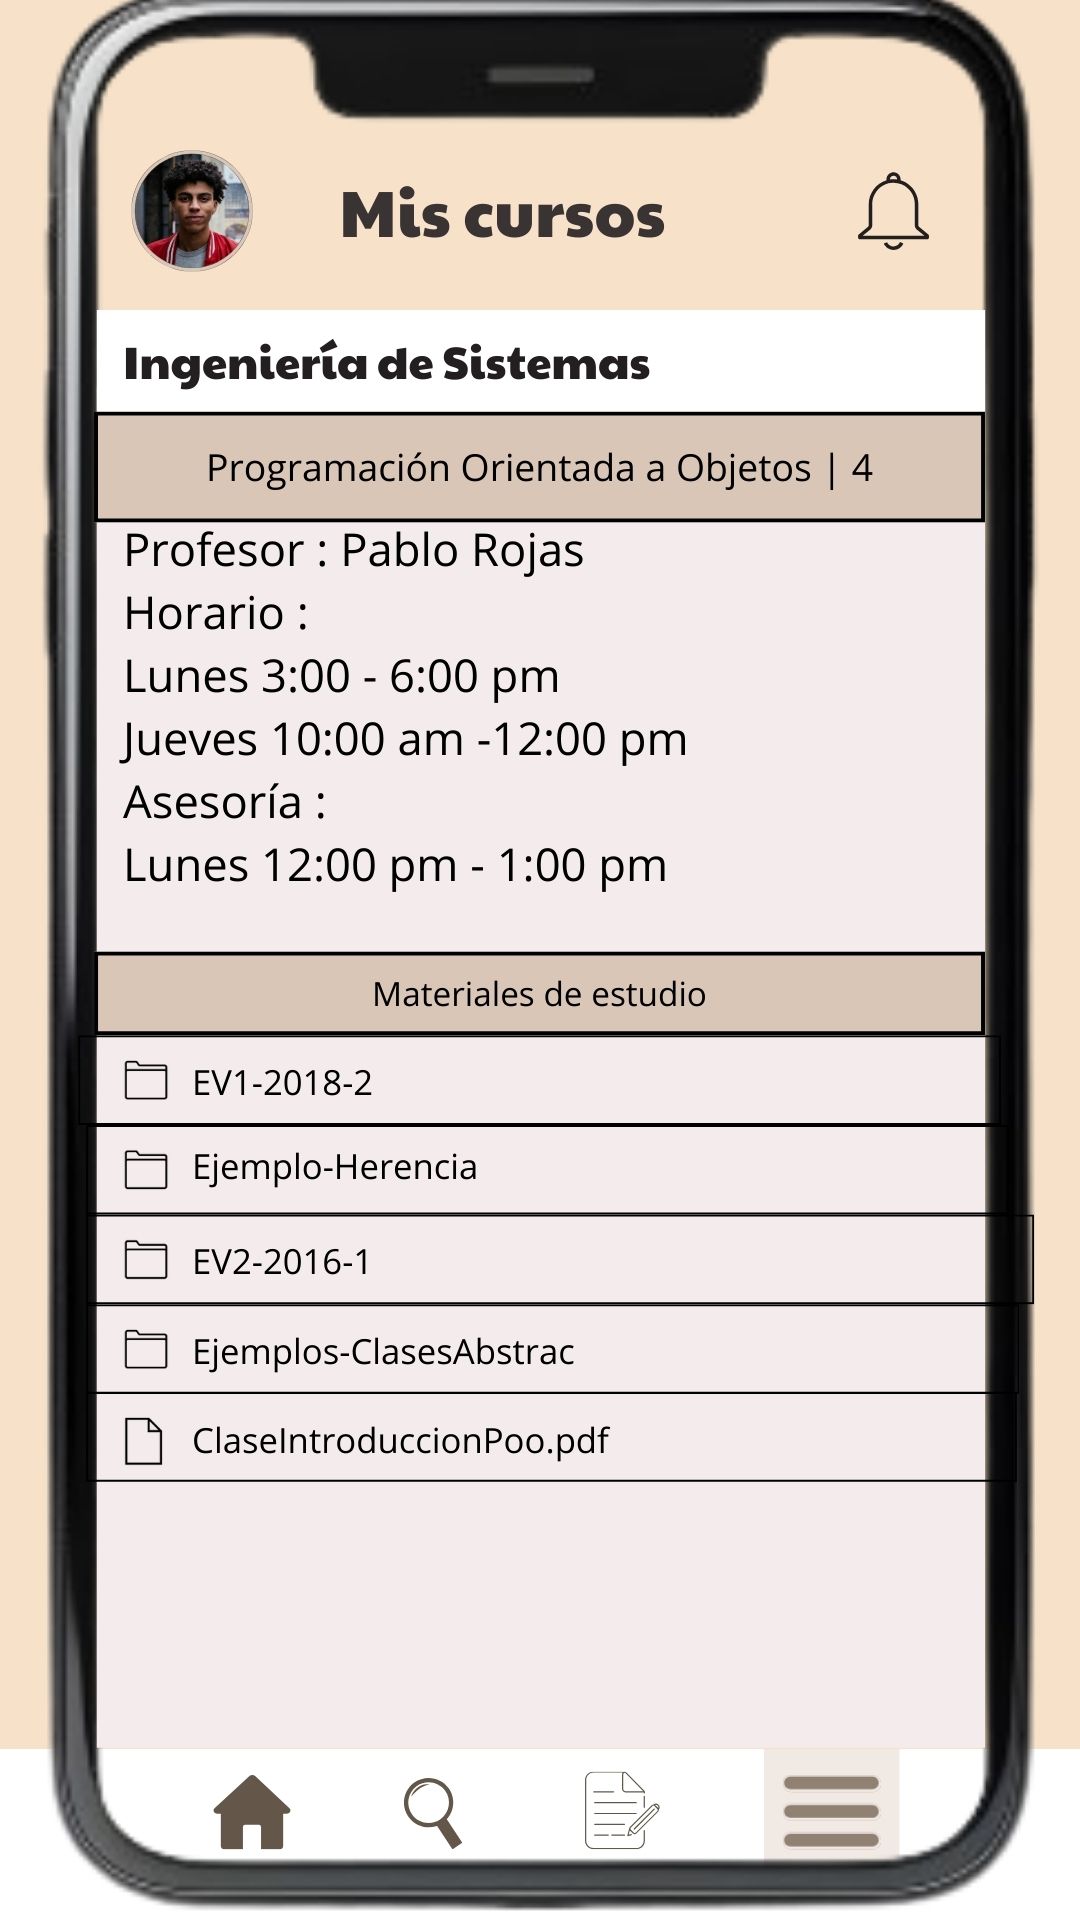 Mis cursos
Ingeniería de Sistemas
Programación Orientada a Objetos | 4
Profesor : Pablo Rojas
Horario :
Lunes 3:00 - 6:00 pm
Jueves 10:00 am -12:00 pm
Asesoría :
Lunes 12:00 pm - 1:00 pm
Materiales de estudio
EV1-2018-2
Ejemplo-Herencia
EV2-2016-1
Ejemplos-ClasesAbstrac
ClaseIntroduccionPoo.pdf